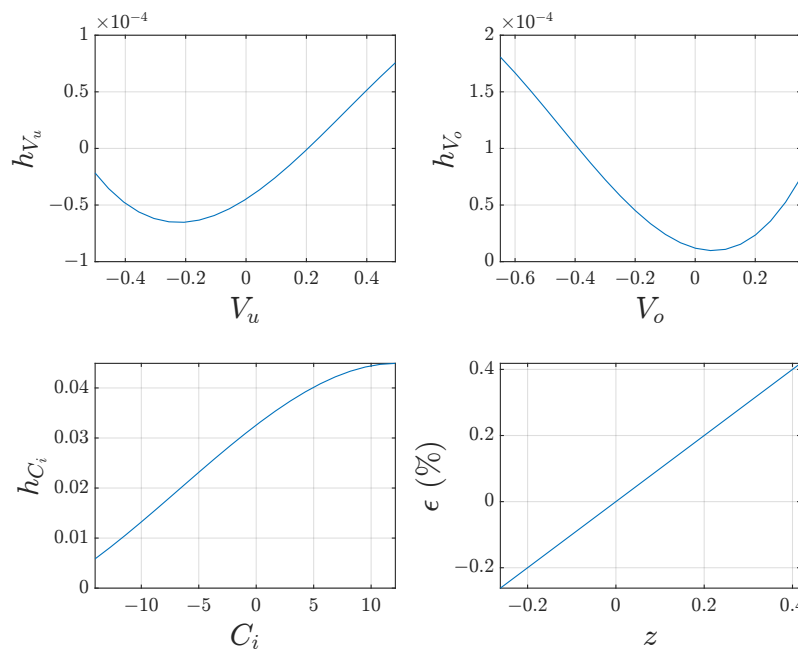 ×10⁻⁴
1
0.5
0
−0.5
−1
−0.4 −0.2 0 0.2 0.4
h_{V_u}
V_u
×10⁻⁴
2
1.5
1
0.5
0
−0.6 −0.4 −0.2 0 0.2
h_{V_o}
V_o
0.04
0.03
0.02
0.01
0
−10 −5 0 5 10
h_{C_i}
C_i
0.4
0.2
0
−0.2
−0.2 0 0.2 0.4
ϵ (%)
z